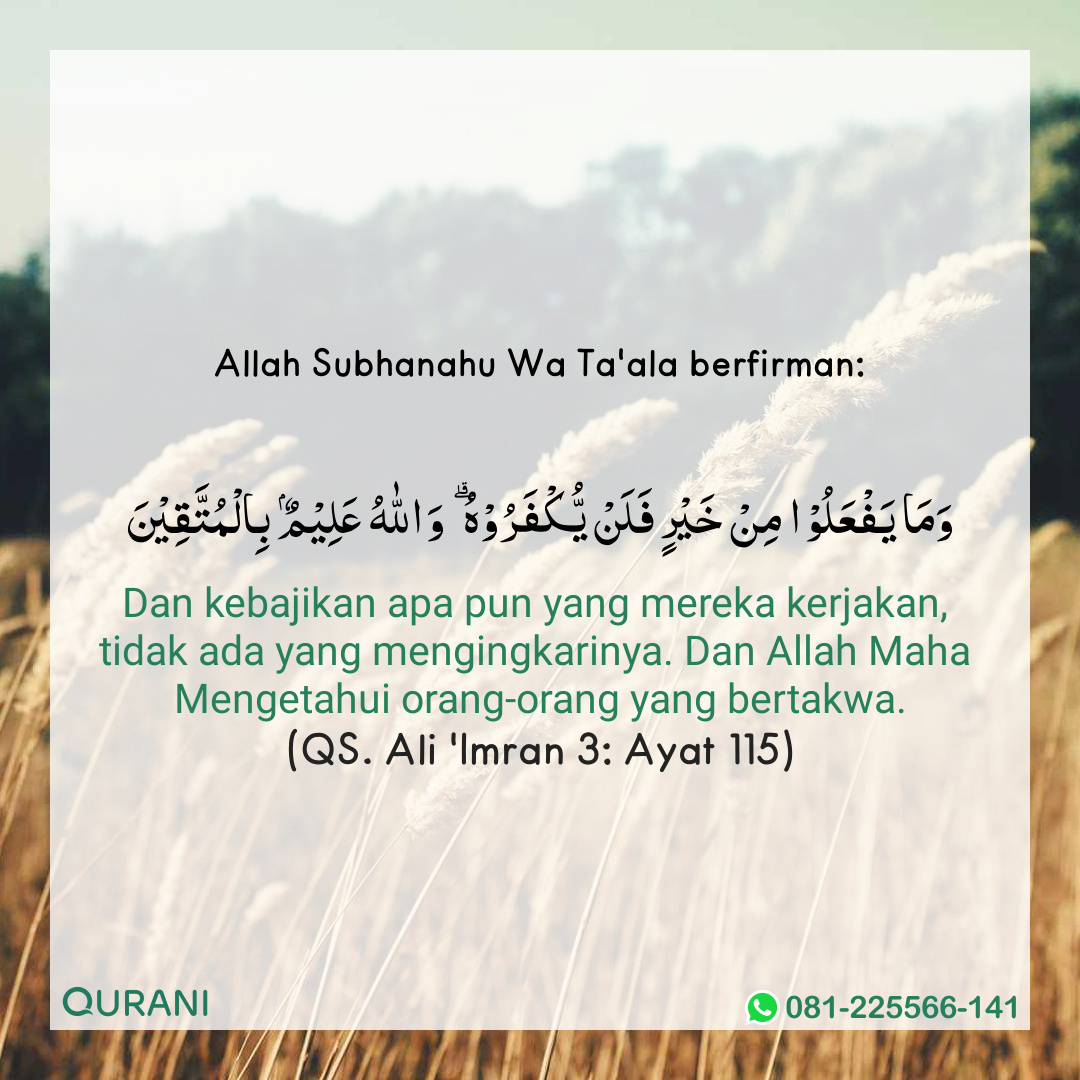 Allah Subhanahu Wa Ta'ala berfirman:
وَمَا يَفْعَلُوْا مِنْ خَيْرٍ فَلَنْ يُّكْفَرُوْهُ ۗ وَاللّٰهُ عَلِيْمٌ ۢ بِالْمُتَّقِيْنَ
Dan kebajikan apa pun yang mereka kerjakan,
tidak ada yang mengingkarinya. Dan Allah Maha
Mengetahui orang-orang yang bertakwa.
(QS. Ali 'Imran 3: Ayat 115)
QURANI
081-225566-141